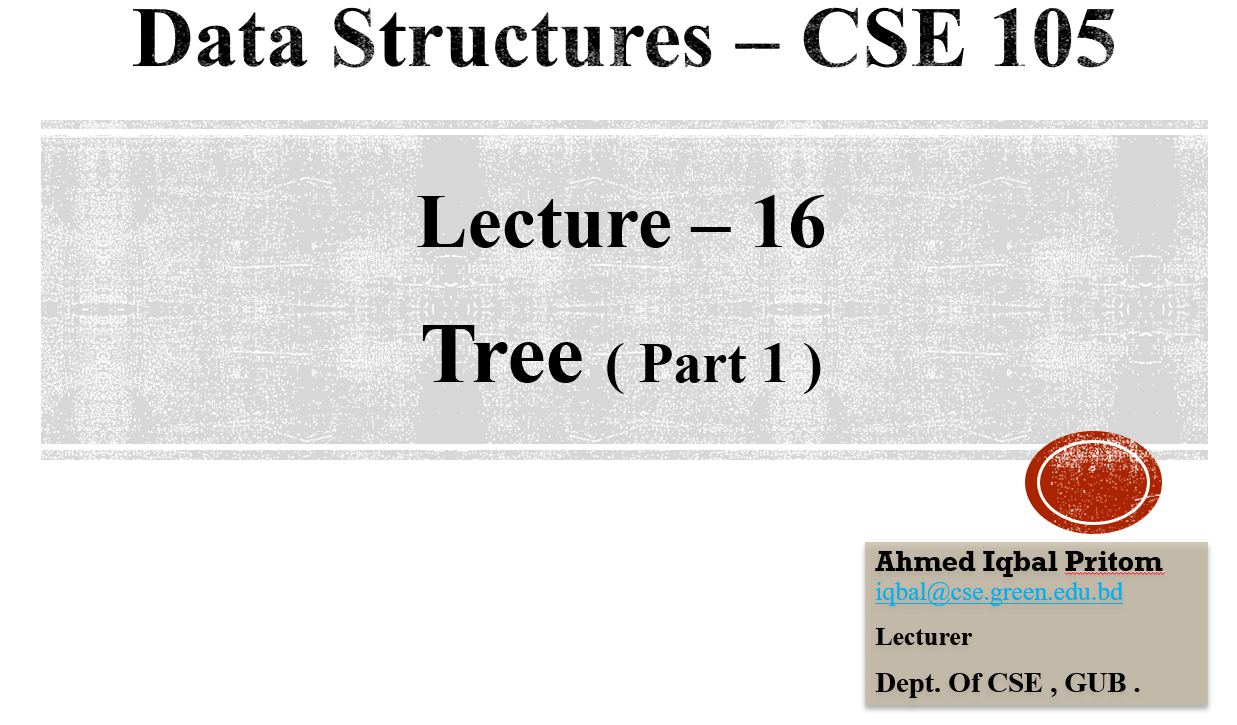 Data Structures – CSE 105
Lecture – 16
Tree ( Part 1 )
Ahmed Iqbal Pritom
iqbal@cse.green.edu.bd
Lecturer
Dept. Of CSE , GUB .